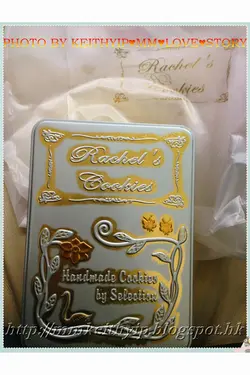 PHOTO BY KEITHYIP♥MM♥LOVE♥STORY
Rachel's
Cookies
Rachel's
Cookies
Handmade Cookies
by Selection
http://mmkeithyip.blogspot.hk